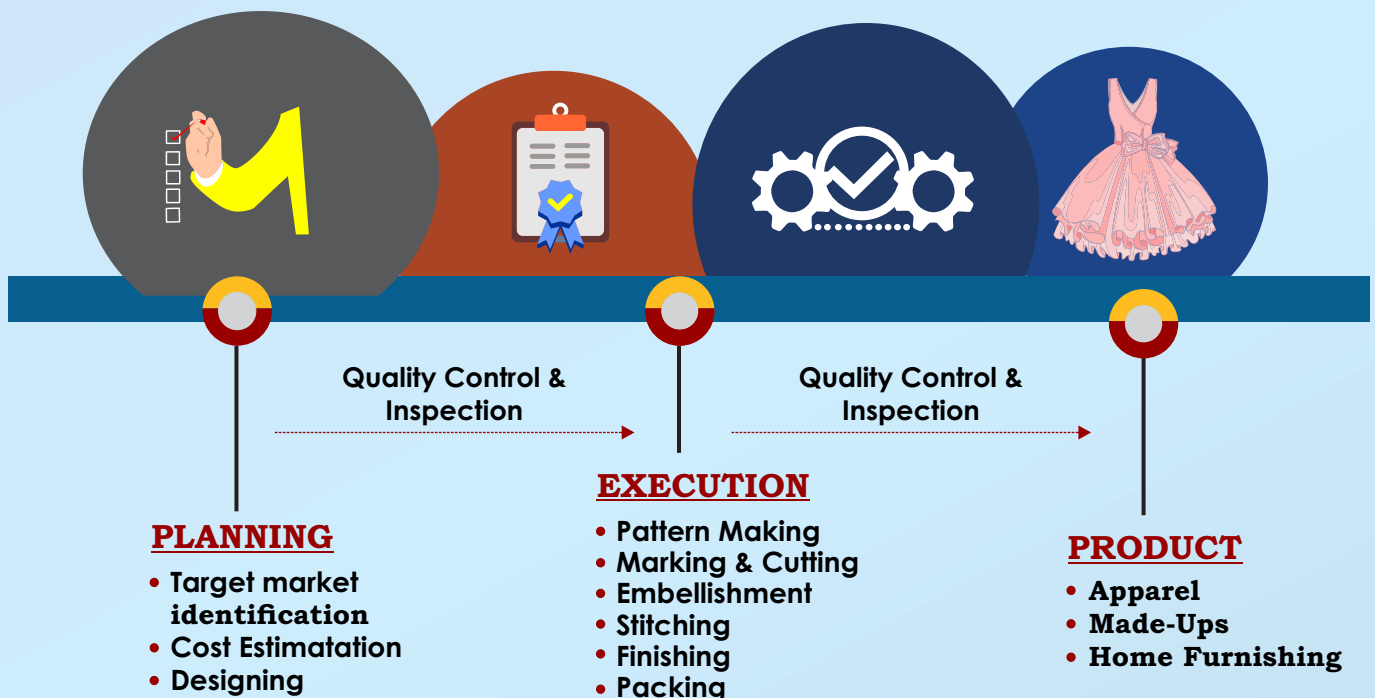 Quality Control &
Inspection
Quality Control &
Inspection
PLANNING
• Target market
identification
• Cost Estimatation
• Designing
EXECUTION
• Pattern Making
• Marking & Cutting
• Embellishment
• Stitching
• Finishing
• Packing
PRODUCT
• Apparel
• Made-Ups
• Home Furnishing